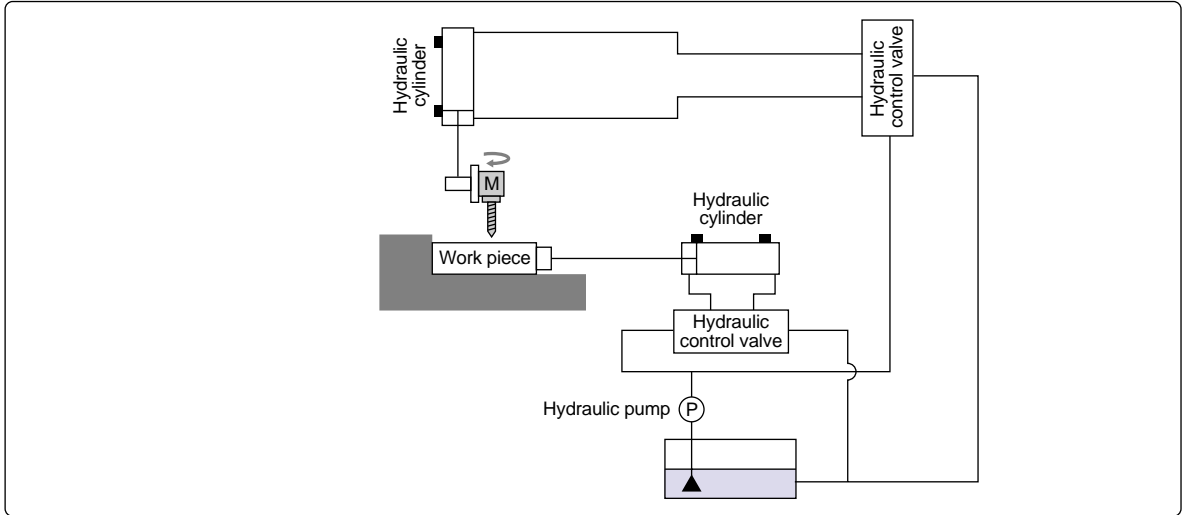 Hydraulic
cylinder
Hydraulic
control valve
M
Work piece
Hydraulic
cylinder
Hydraulic
control valve
Hydraulic pump
P